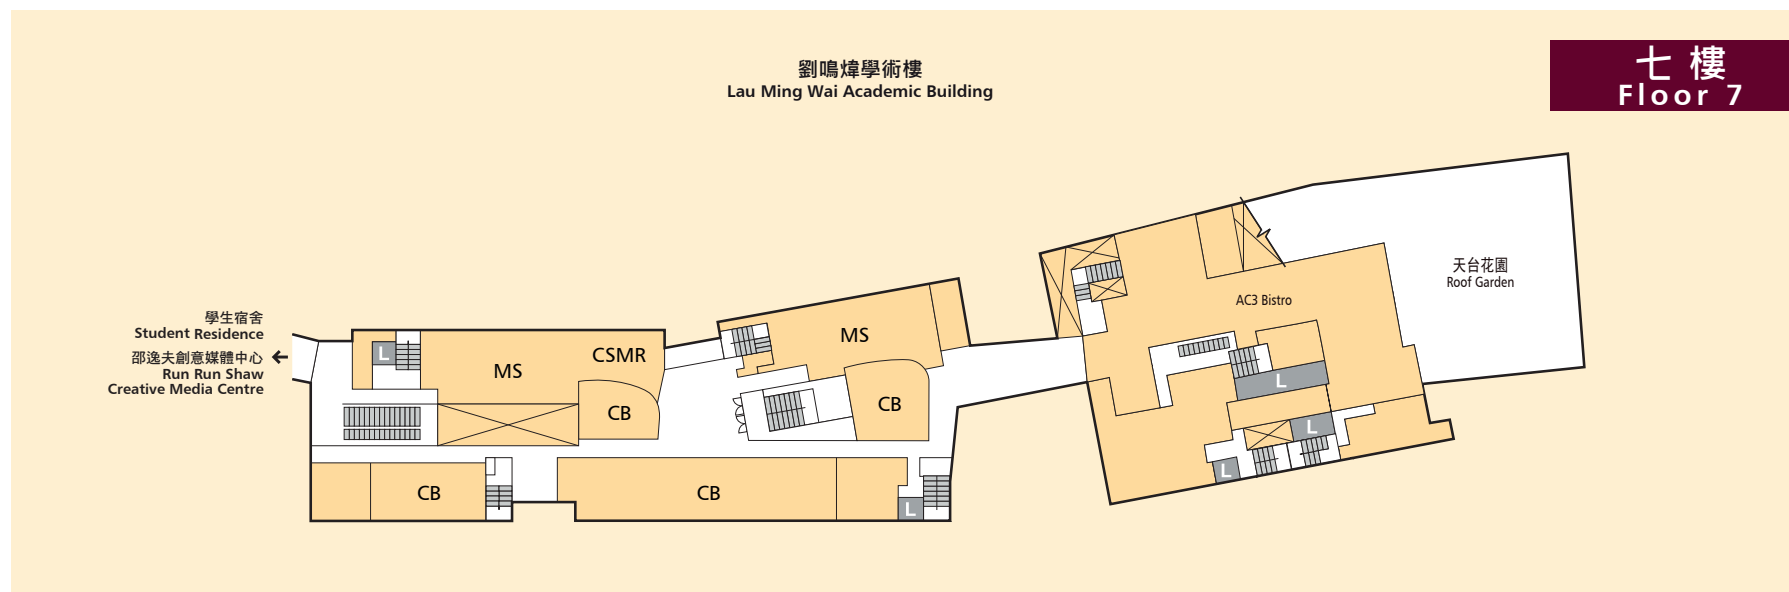 劉鳴煒學術樓
Lau Ming Wai Academic Building
七樓
Floor 7
天台花園
Roof Garden
AC3 Bistro
學生宿舍
Student Residence
邵逸夫創意媒體中心
Run Run Shaw
Creative Media Centre
L
MS
CSMR
CB
MS
CB
L
L
L
CB
CB
L